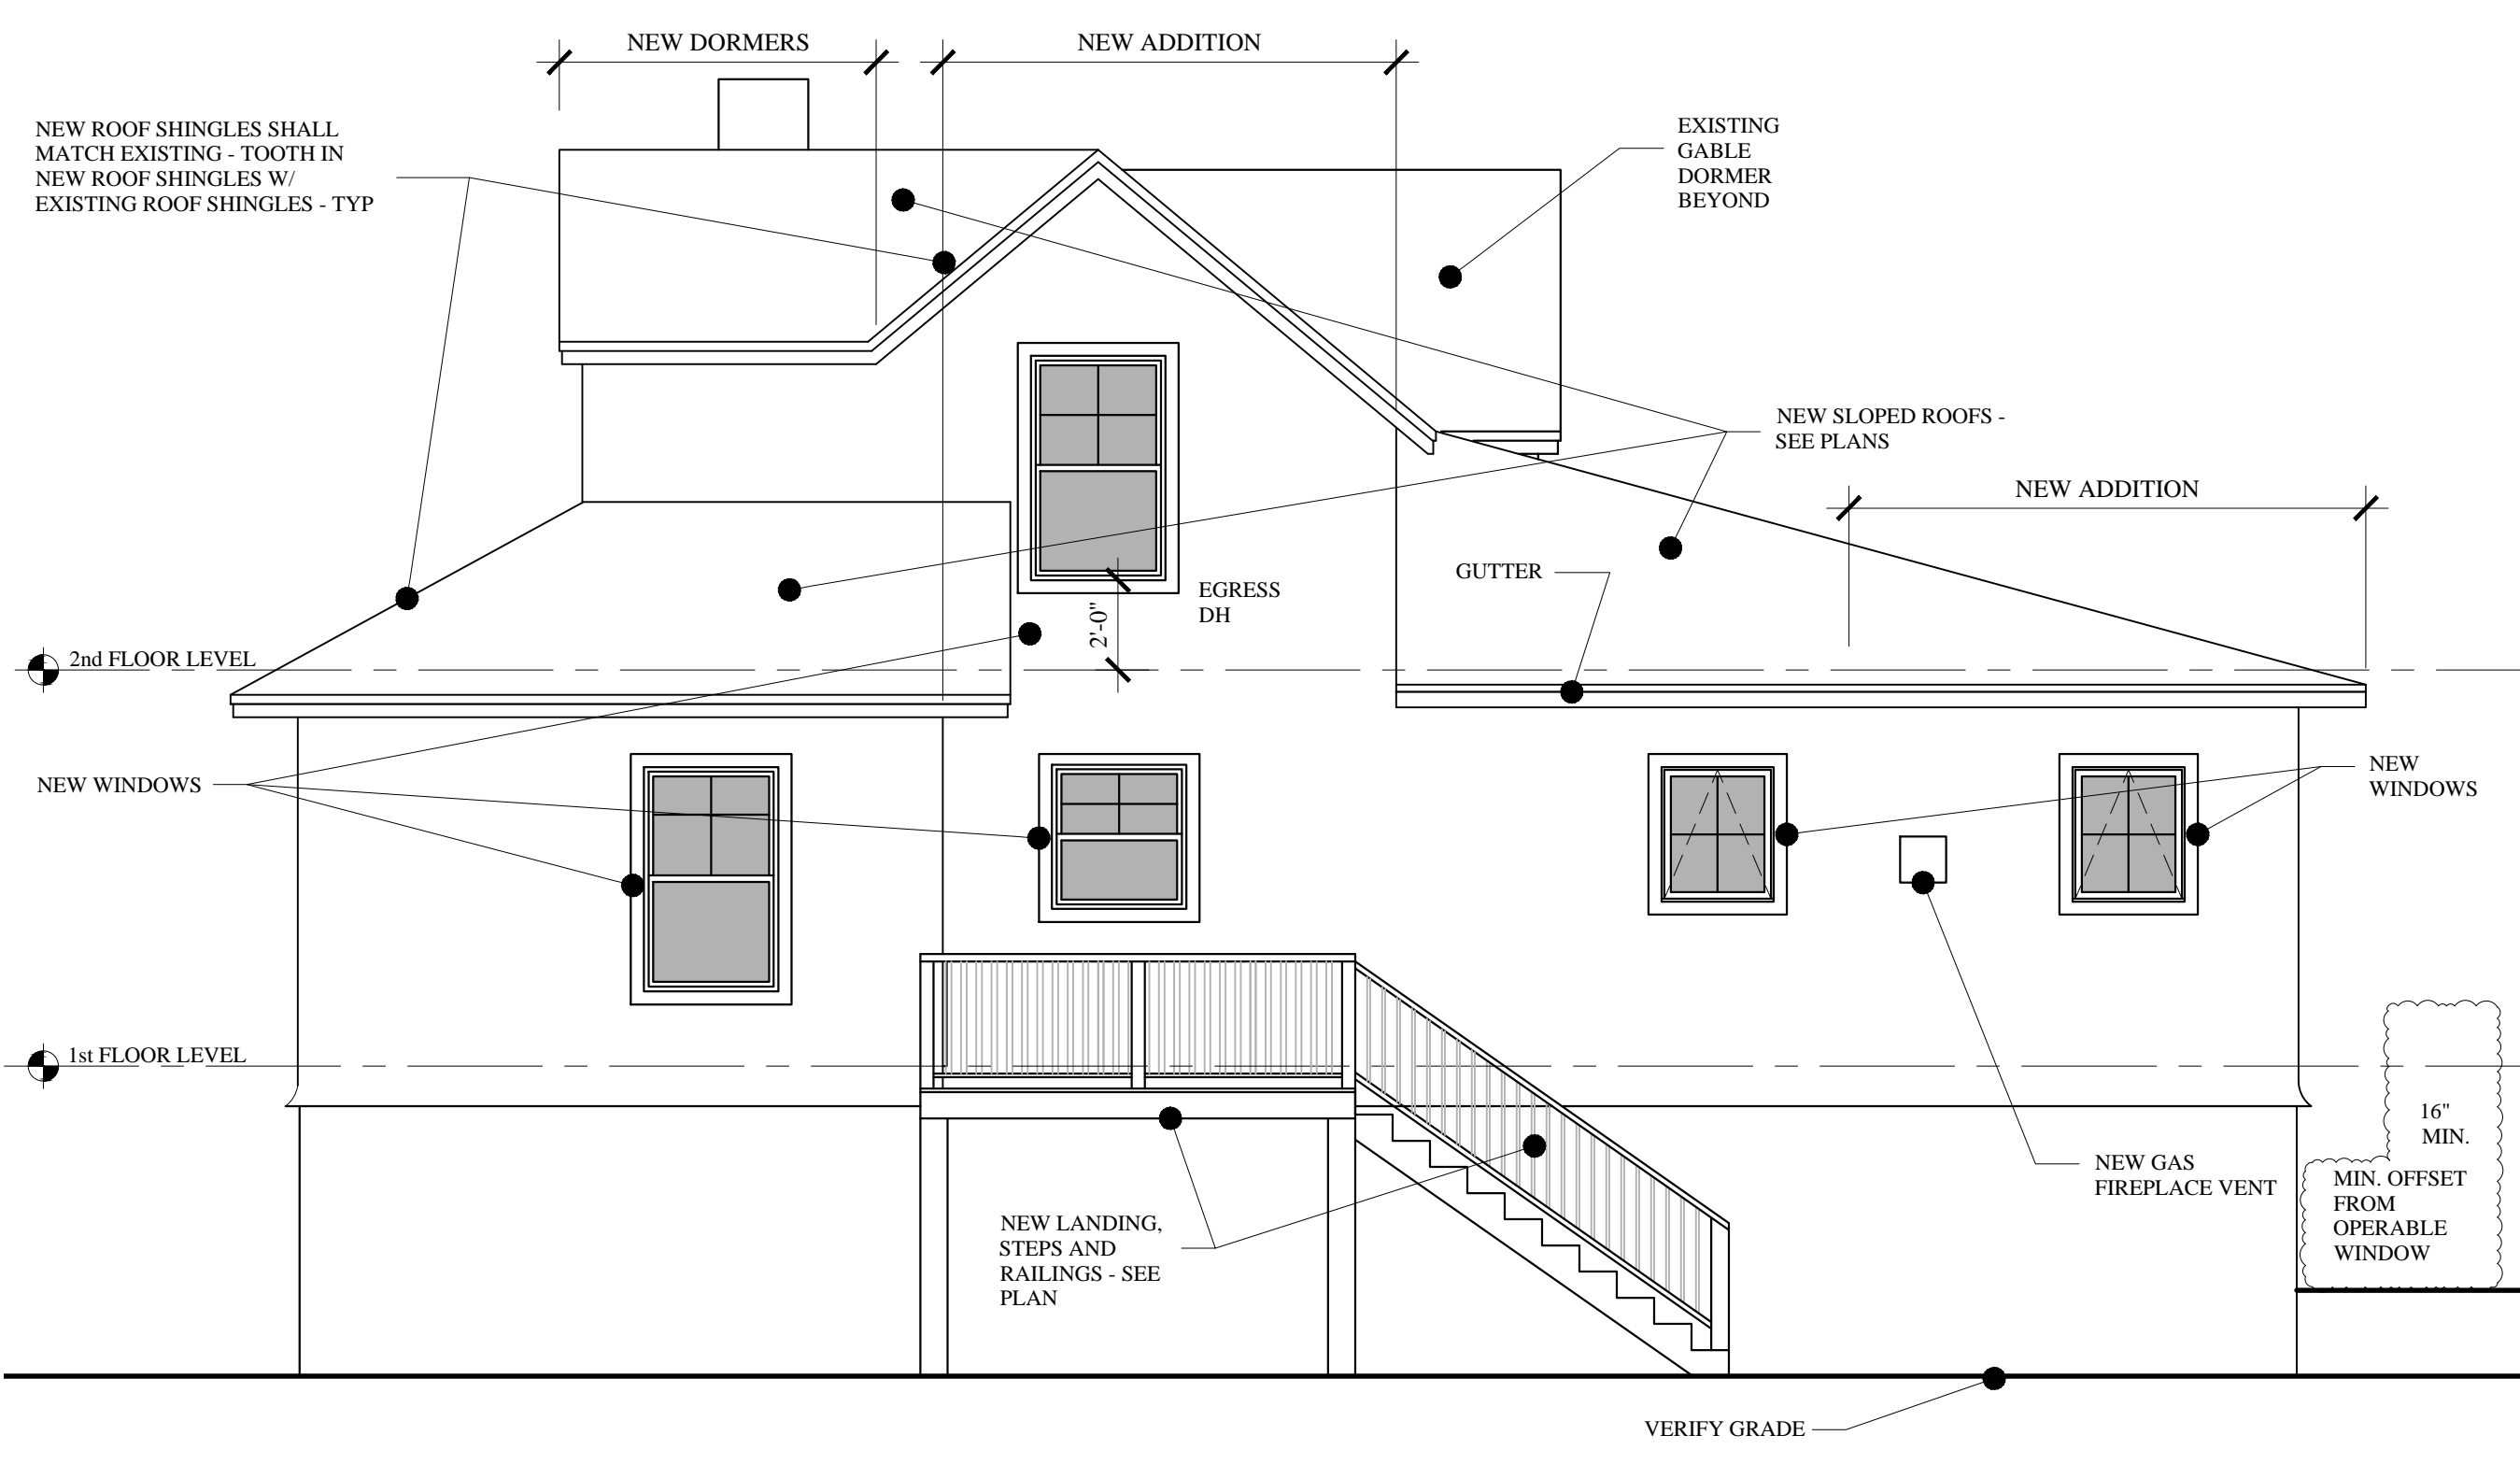 NEW DORMERS
NEW ADDITION
NEW ROOF SHINGLES SHALL
MATCH EXISTING - TOOTH IN
NEW ROOF SHINGLES W/
EXISTING ROOF SHINGLES - TYP
EXISTING
GABLE
DORMER
BEYOND
NEW SLOPED ROOFS -
SEE PLANS
NEW ADDITION
GUTTER
EGRESS
DH
2'-0"
2nd FLOOR LEVEL
NEW WINDOWS
NEW
WINDOWS
1st FLOOR LEVEL
16"
MIN.
MIN. OFFSET
FROM
OPERABLE
WINDOW
NEW GAS
FIREPLACE VENT
NEW LANDING,
STEPS AND
RAILINGS - SEE
PLAN
VERIFY GRADE